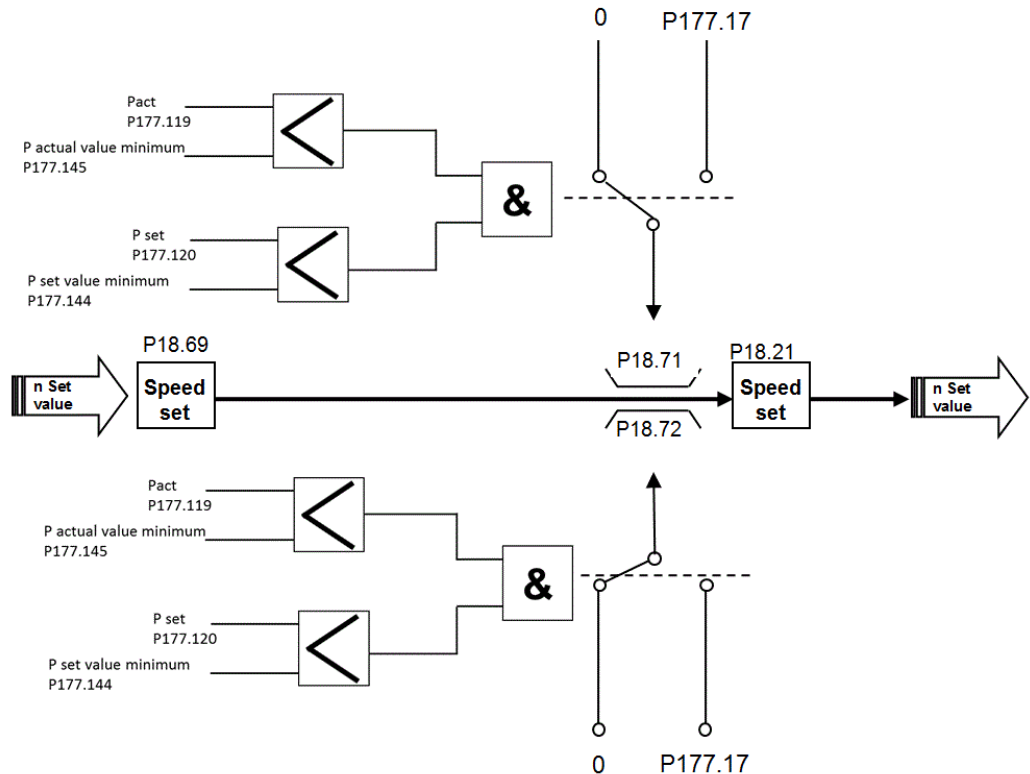 0
P177.17
Pact
P177.119
P actual value minimum
P177.145
&
P set
P177.120
P set value minimum
P177.144
P18.69
P18.71
P18.21
n Set
value
Speed
set
Speed
set
n Set
value
P18.72
Pact
P177.119
P actual value minimum
P177.145
&
P set
P177.120
P set value minimum
P177.144
0
P177.17